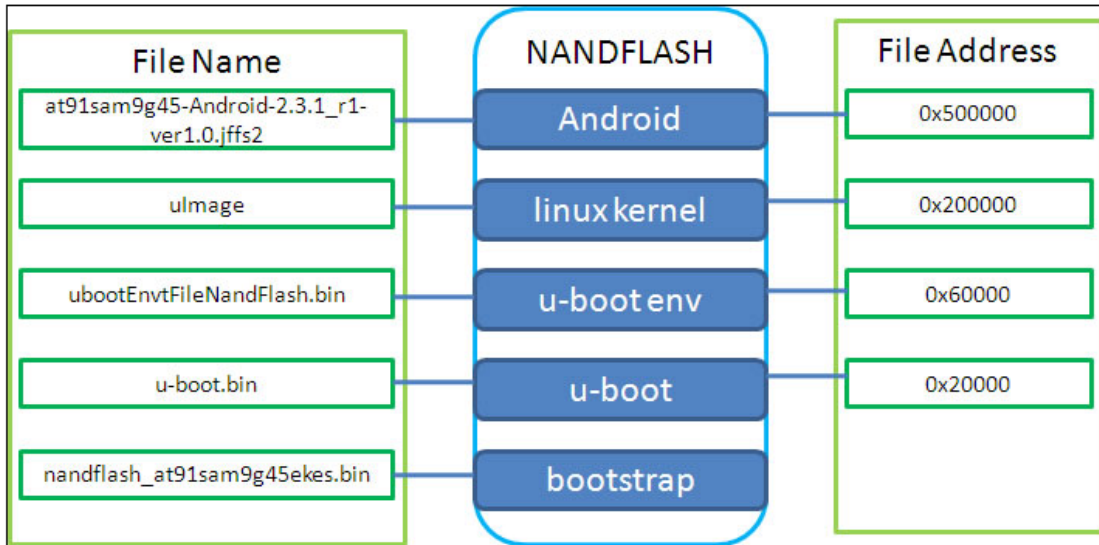 File Name
at91sam9g45-Android-2.3.1_r1-
ver1.0.jffs2
uImage
ubootEnvtFileNandFlash.bin
u-boot.bin
nandflash_at91sam9g45ekes.bin
NANDFLASH
Android
linux kernel
u-boot env
u-boot
bootstrap
File Address
0x500000
0x200000
0x60000
0x20000